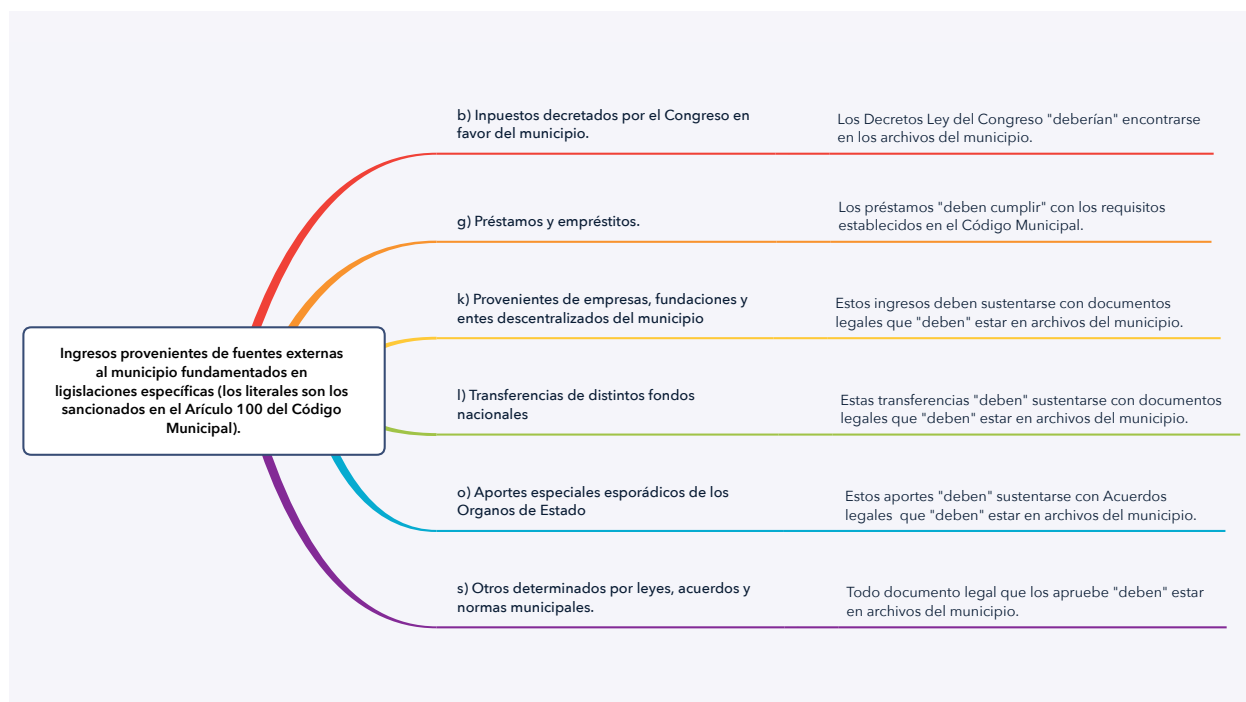 Ingresos provenientes de fuentes externas
al municipio fundamentados en
ligislaciones específicas (los literales son los
sancionados en el Arículo 100 del Código
Municipal).
b) Inpuestos decretados por el Congreso en
favor del municipio.
Los Decretos Ley del Congreso "deberían" encontrarse
en los archivos del municipio.
g) Préstamos y empréstitos.
Los préstamos "deben cumplir" con los requisitos
establecidos en el Código Municipal.
k) Provenientes de empresas, fundaciones y
entes descentralizados del municipio
Estos ingresos deben sustentarse con documentos
legales que "deben" estar en archivos del municipio.
l) Transferencias de distintos fondos
nacionales
Estas transferencias "deben" sustentarse con documentos
legales que "deben" estar en archivos del municipio.
o) Aportes especiales esporádicos de los
Organos de Estado
Estos aportes "deben" sustentarse con Acuerdos
legales  que "deben" estar en archivos del municipio.
s) Otros determinados por leyes, acuerdos y
normas municipales.
Todo documento legal que los apruebe "deben" estar
en archivos del municipio.